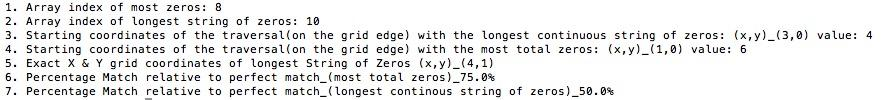 1. Array index of most zeros: 8
2. Array index of longest string of zeros: 10
3. Starting coordinates of the traversal(on the grid edge) with the longest continuous string of zeros: (x,y)_(3,0) value: 4
4. Starting coordinates of the traversal(on the grid edge) with the most total zeros: (x,y)_(1,0) value: 6
5. Exact X & Y grid coordinates of longest String of Zeros (x,y)_(4,1)
6. Percentage Match relative to perfect match_(most total zeros)_75.0%
7. Percentage Match relative to perfect match_(longest continous string of zeros)_50.0%